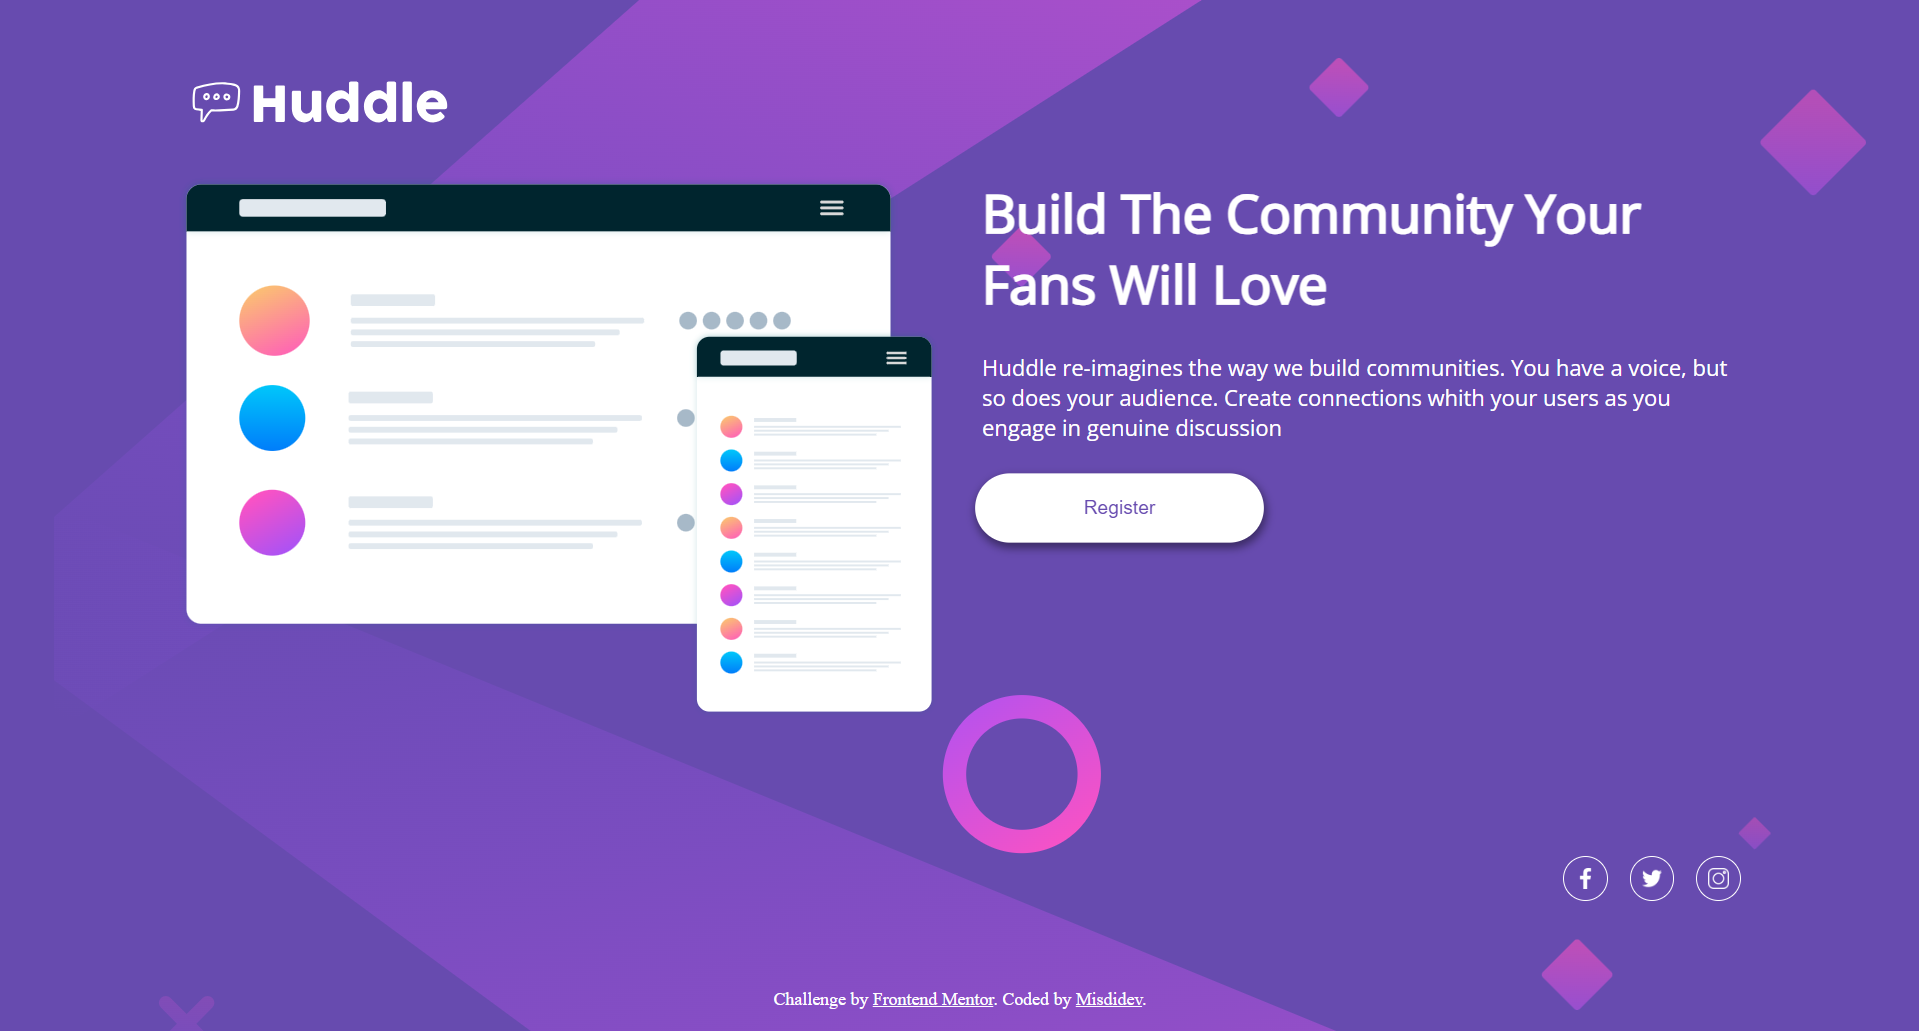 Huddle
Build The Community Your
Fans Will Love
Huddle re-imagines the way we build communities. You have a voice, but
so does your audience. Create connections whith your users as you
engage in genuine discussion
Register
Challenge by Frontend Mentor. Coded by Misdidev.